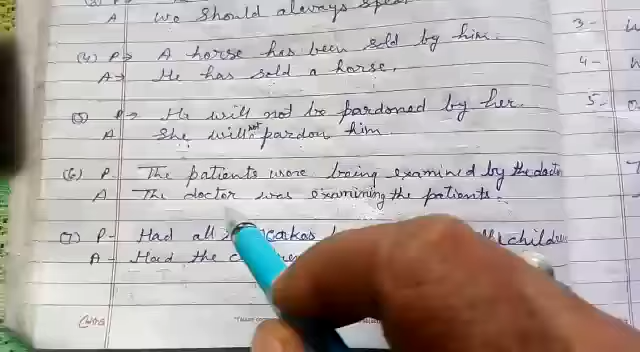 A We should always
(4) P→ A horse has been sold by him. 3-
A→ He has sold a horse. 4-
(5) P→ He will not be pardoned by her. 5-
A She will not pardon him.
(6) P. The patients were being examined by the doctor
A The doctor was examining the patients.
(7) P- Had all cakes children
A- Had the